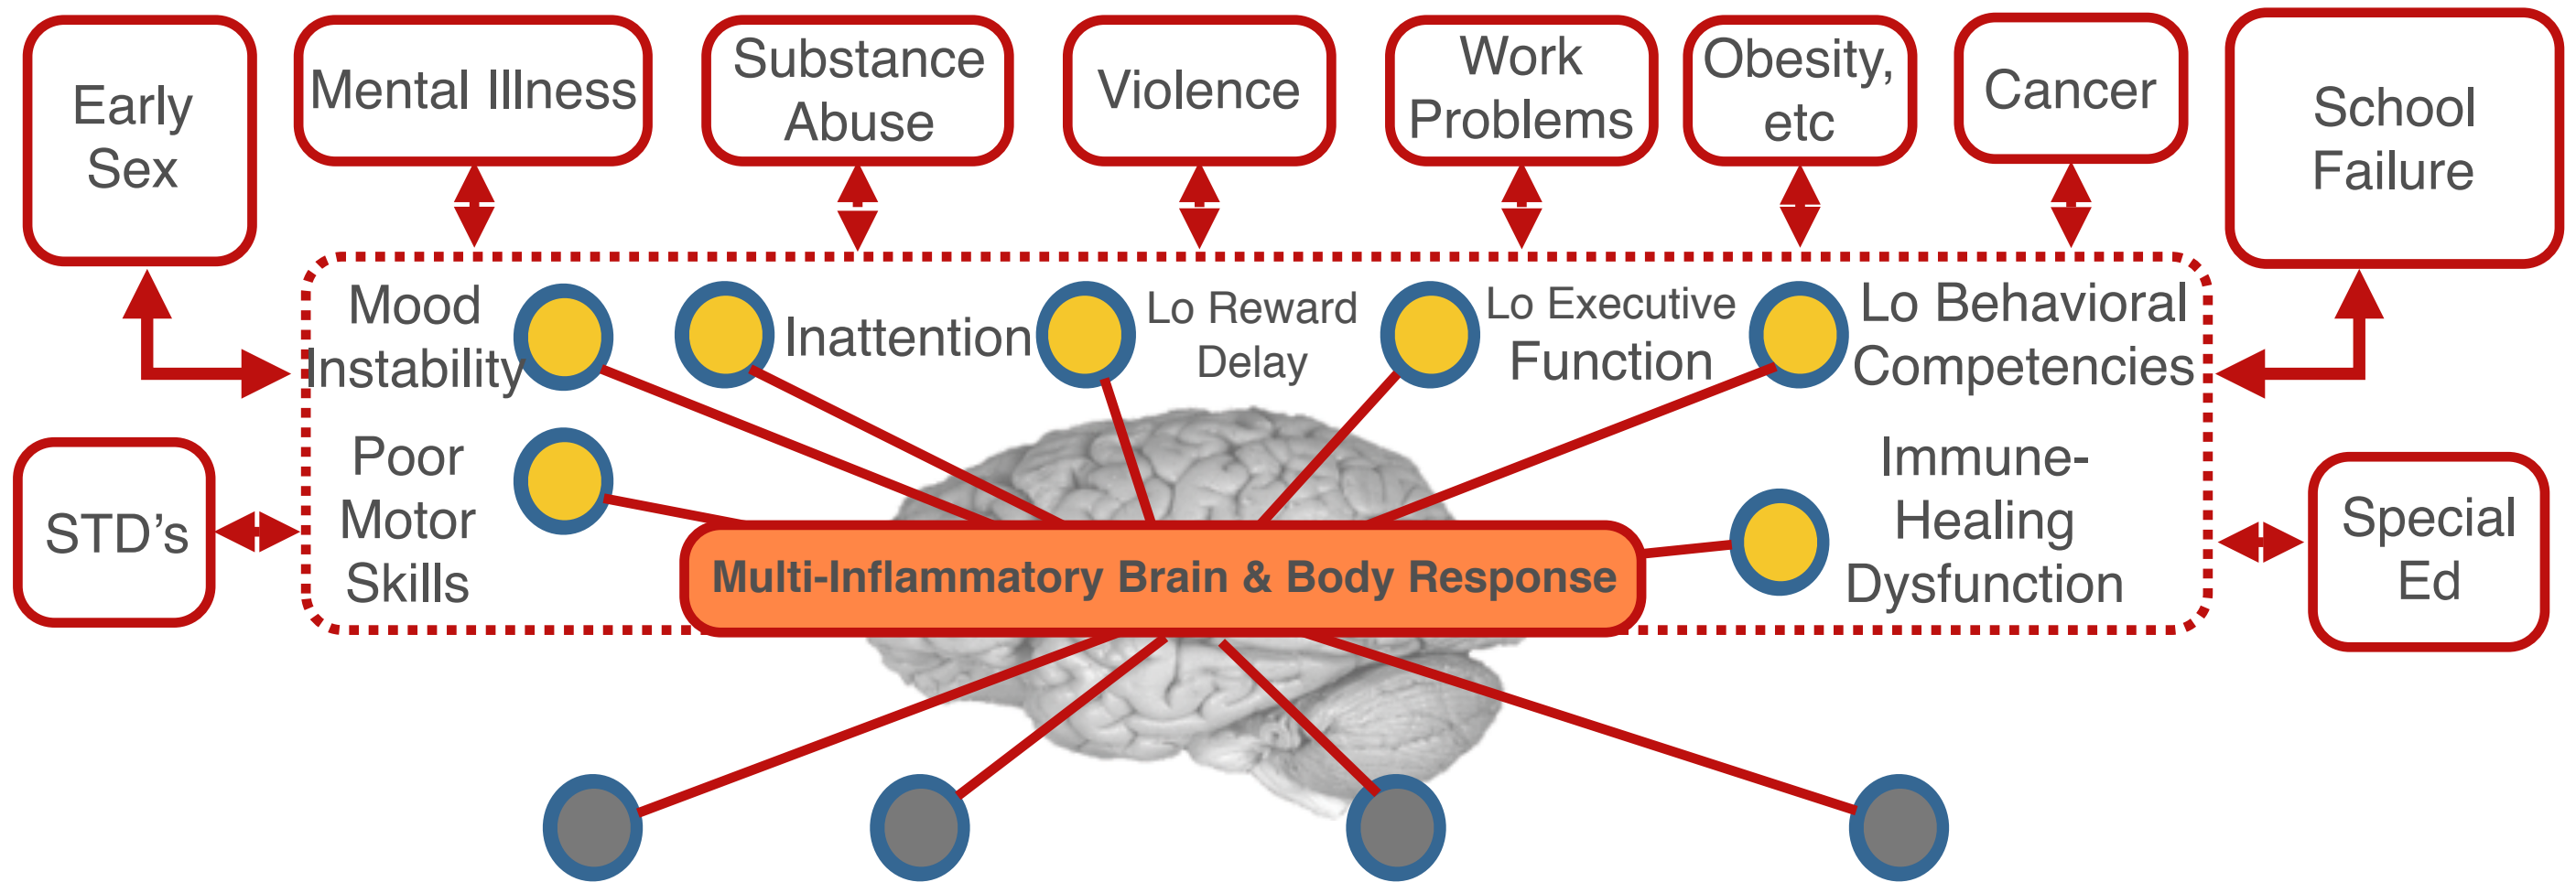 Early
Sex
Mental Illness
Substance
Abuse
Violence
Work
Problems
Obesity,
etc
Cancer
School
Failure
Mood
Instability
Inattention
Lo Reward
Delay
Lo Executive
Function
Lo Behavioral
Competencies
STD's
Poor
Motor
Skills
Multi-Inflammatory Brain & Body Response
Immune-
Healing
Dysfunction
Special
Ed